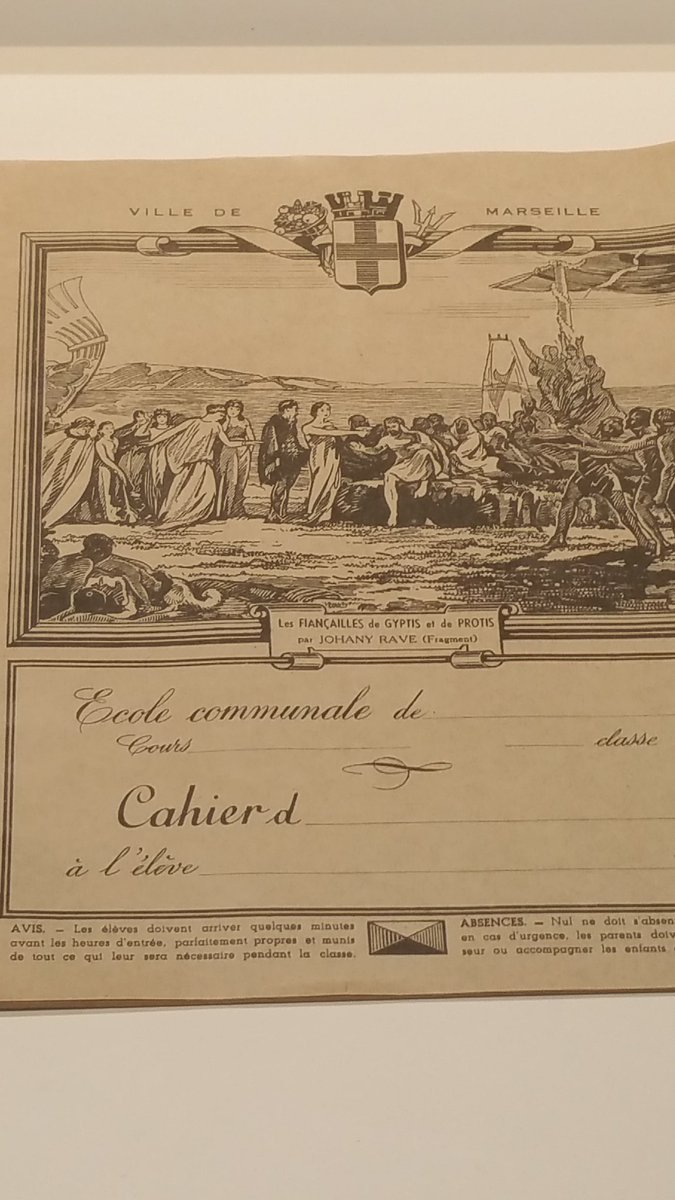 VILLE DE MARSEILLE
Les FIANÇAILLES de GYPTIS et de PROTIS
par JOHANY RAVE (Fragment)
Ecole communale de
Cours classe
Cahier d
à l'élève
AVIS. — Les élèves doivent arriver quelques minutes
avant les heures d'entrée, parfaitement propres et munis
de tout ce qui leur sera nécessaire pendant la classe.
ABSENCES. — Nul ne doit s'absen
en cas d'urgence, les parents doiv
seur ou accompagner les enfants